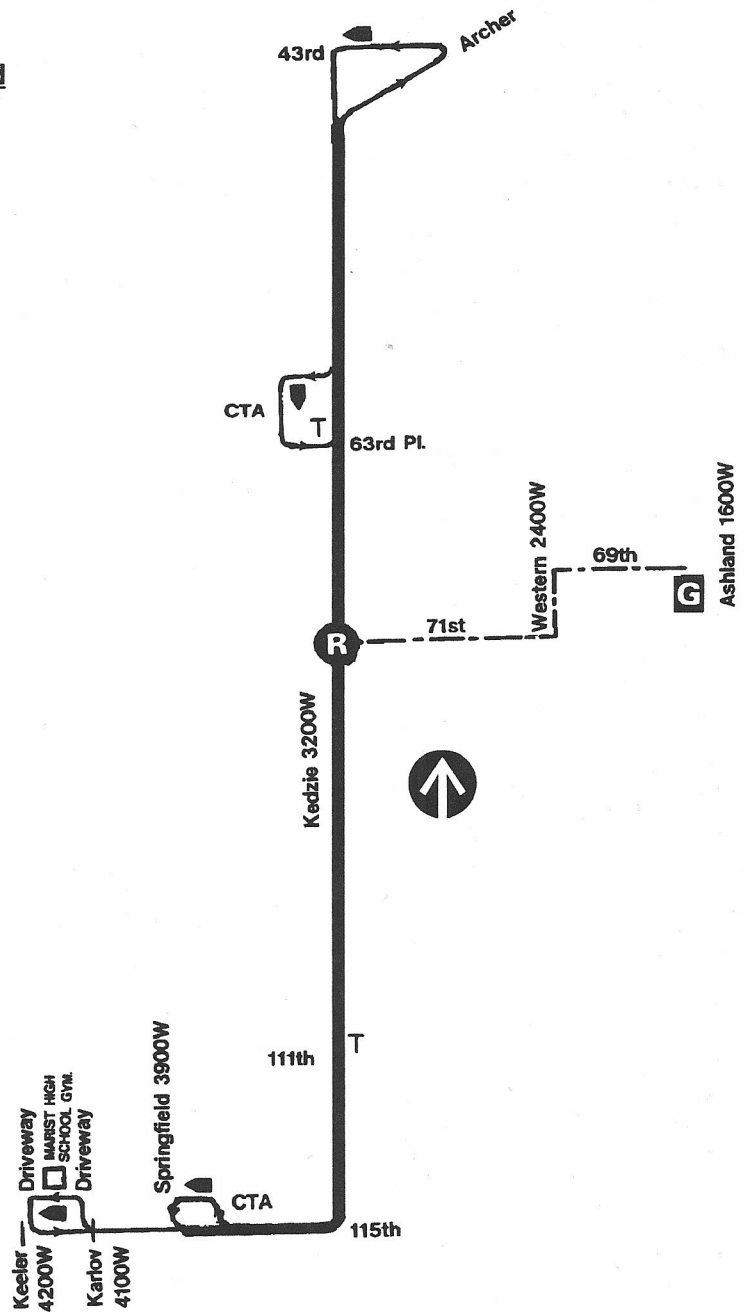 43rd
Archer
CTA
T
63rd Pl.
Western 2400W
69th
G
Ashland 1600W
71st
R
Kedzie 3200W
111th
T
Springfield 3900W
CTA
115th
Driveway
MARIST HIGH
SCHOOL GYM.
Driveway
Keeler
4200W
Karlov
4100W